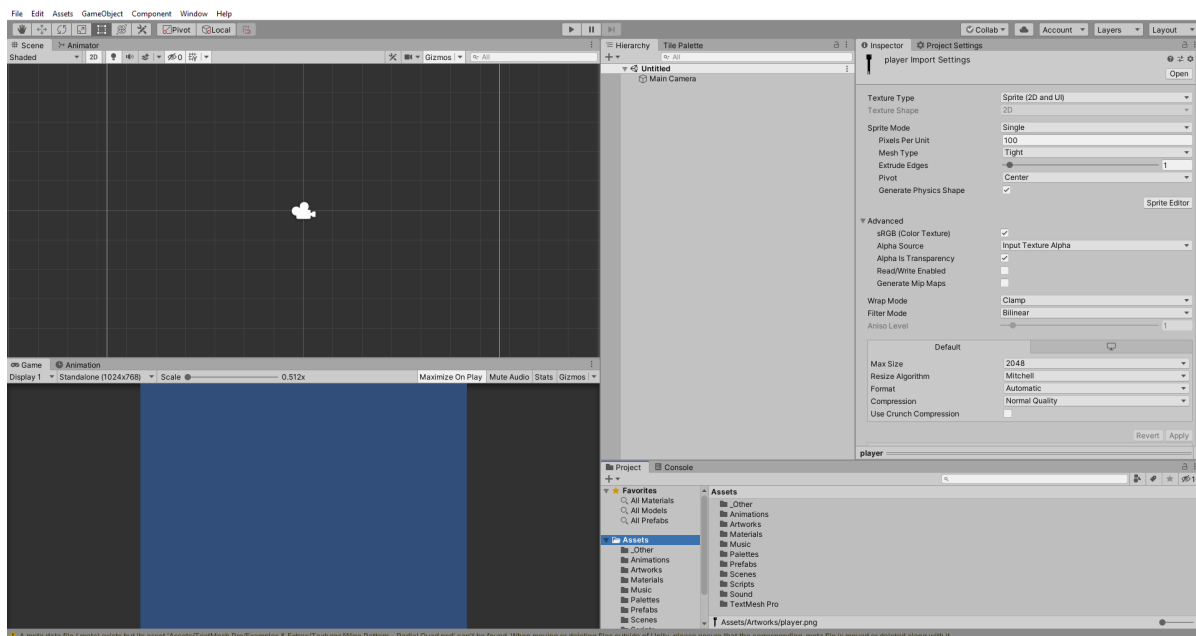 File Edit Assets GameObject Component Window Help
Pivot Local Collab Account Layers Layout
Scene Animator
Shaded 2D 0 Gizmos All
Hierarchy Tile Palette
All
Untitled
Main Camera
Inspector Project Settings
player Import Settings
Open
Texture Type Sprite (2D and UI)
Texture Shape 2D
Sprite Mode Single
Pixels Per Unit 100
Mesh Type Tight
Extrude Edges 1
Pivot Center
Generate Physics Shape
Sprite Editor
Advanced
sRGB (Color Texture)
Alpha Source Input Texture Alpha
Alpha Is Transparency
Read/Write Enabled
Generate Mip Maps
Wrap Mode Clamp
Filter Mode Bilinear
Aniso Level 1
Default
Max Size 2048
Resize Algorithm Mitchell
Format Automatic
Compression Normal Quality
Use Crunch Compression
Revert Apply
player
Game Animation
Display 1 Standalone (1024x768) Scale 0.512x Maximize On Play Mute Audio Stats Gizmos
Project Console
Favorites
All Materials
All Models
All Prefabs
Assets
_Other
Animations
Artworks
Materials
Music
Palettes
Prefabs
Scenes
Assets
_Other
Animations
Artworks
Materials
Music
Palettes
Prefabs
Scenes
Scripts
Sound
TextMesh Pro
Assets/Artworks/player.png